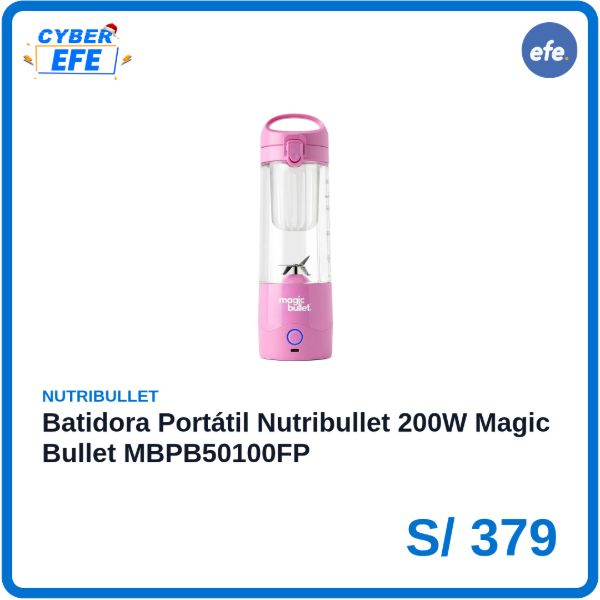 CYBER
EFE
efe.
magic
bullet
NUTRIBULLET
Batidora Portátil Nutribullet 200W Magic
Bullet MBPB50100FP
S/ 379